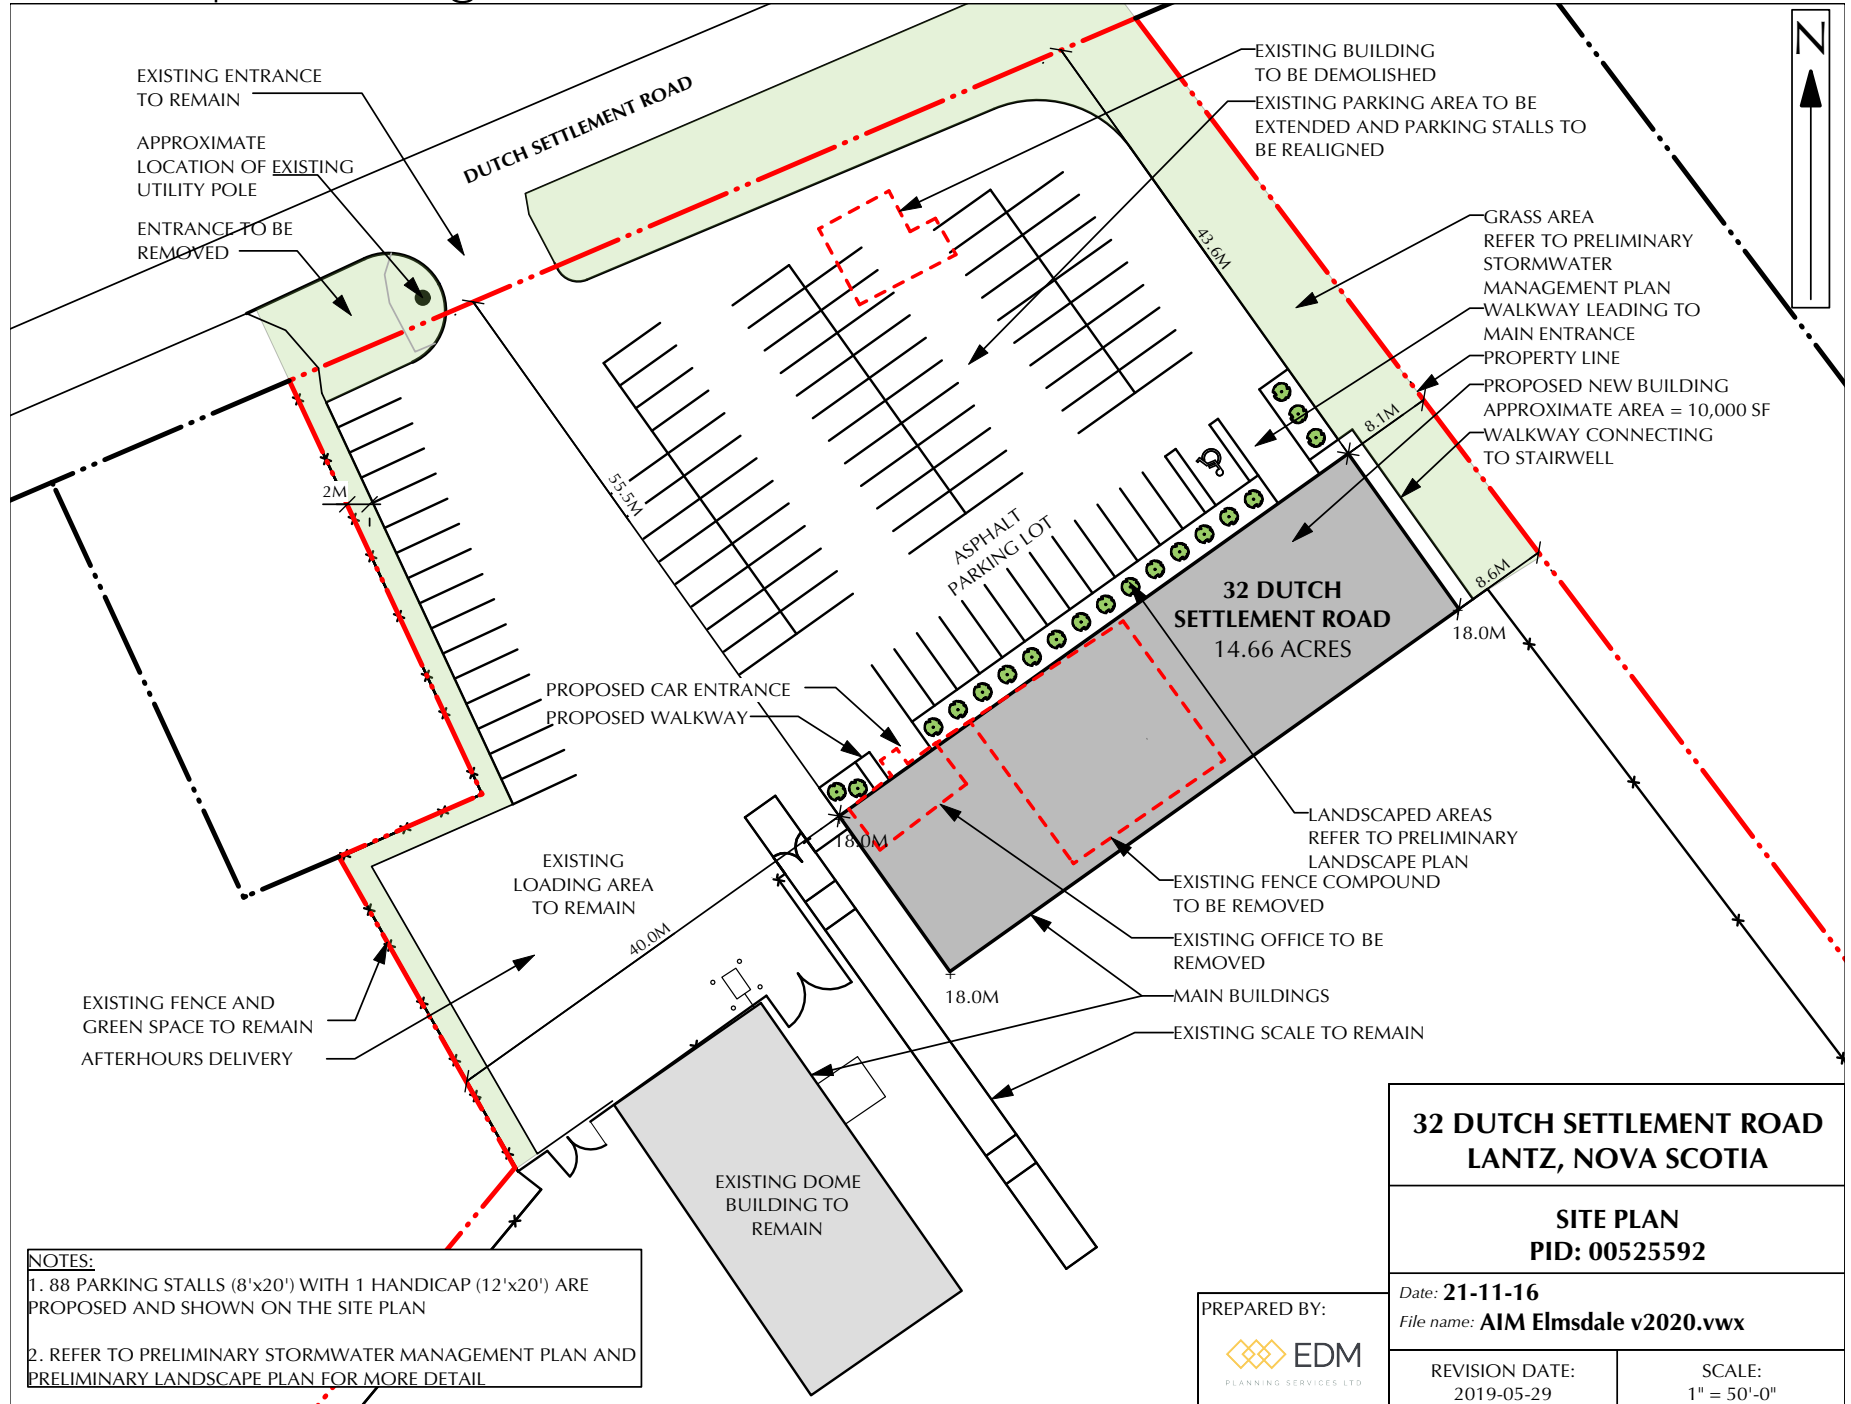 EXISTING ENTRANCE
TO REMAIN
APPROXIMATE
LOCATION OF EXISTING
UTILITY POLE
ENTRANCE TO BE
REMOVED
DUTCH SETTLEMENT ROAD
EXISTING BUILDING
TO BE DEMOLISHED
EXISTING PARKING AREA TO BE
EXTENDED AND PARKING STALLS TO
BE REALIGNED
N
GRASS AREA
REFER TO PRELIMINARY
STORMWATER
MANAGEMENT PLAN
WALKWAY LEADING TO
MAIN ENTRANCE
PROPERTY LINE
PROPOSED NEW BUILDING
APPROXIMATE AREA = 10,000 SF
WALKWAY CONNECTING
TO STAIRWELL
43.6M
8.1M
2M
55.5M
ASPHALT
PARKING LOT
8.6M
32 DUTCH
SETTLEMENT ROAD
14.66 ACRES
18.0M
PROPOSED CAR ENTRANCE
PROPOSED WALKWAY
18.0M
LANDSCAPED AREAS
REFER TO PRELIMINARY
LANDSCAPE PLAN
EXISTING
LOADING AREA
TO REMAIN
40.0M
EXISTING FENCE COMPOUND
TO BE REMOVED
EXISTING OFFICE TO BE
REMOVED
18.0M
MAIN BUILDINGS
EXISTING SCALE TO REMAIN
EXISTING FENCE AND
GREEN SPACE TO REMAIN
AFTERHOURS DELIVERY
EXISTING DOME
BUILDING TO
REMAIN
NOTES:
1. 88 PARKING STALLS (8'x20') WITH 1 HANDICAP (12'x20') ARE
PROPOSED AND SHOWN ON THE SITE PLAN
2. REFER TO PRELIMINARY STORMWATER MANAGEMENT PLAN AND
PRELIMINARY LANDSCAPE PLAN FOR MORE DETAIL
PREPARED BY:
EDM
PLANNING SERVICES LTD
32 DUTCH SETTLEMENT ROAD
LANTZ, NOVA SCOTIA
SITE PLAN
PID: 00525592
Date: 21-11-16
File name: AIM Elmsdale v2020.vwx
REVISION DATE:
2019-05-29
SCALE:
1" = 50'-0"